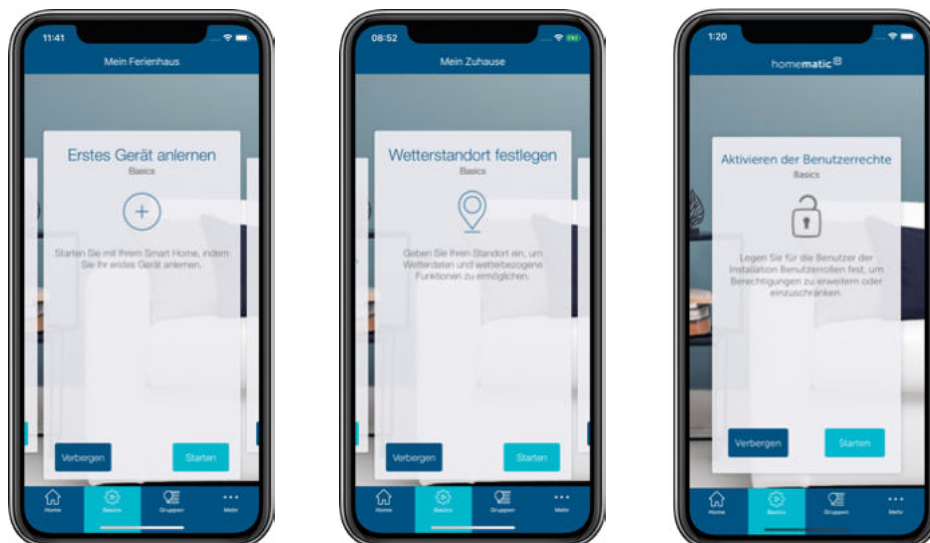 11:41
Mein Ferienhaus
Erstes Gerät anlernen
Basics
Starten Sie mit Ihrem Smart Home, indem
Sie Ihr erstes Gerät anlernen.
Verbergen
Starten
Home
Basics
Gruppen
Mehr
08:52
Mein Zuhause
Wetterstandort festlegen
Basics
Geben Sie Ihren Standort ein, um
Wetterdaten und wetterbezogene
Funktionen zu ermöglichen.
Verbergen
Starten
Home
Basics
Gruppen
Mehr
1:20
homematic IP
Aktivieren der Benutzerrechte
Basics
Legen Sie für die Benutzer der
Installation Benutzerrollen fest, um
Berechtigungen zu erweitern oder
einzuschränken.
Verbergen
Starten
Home
Basics
Gruppen
Mehr